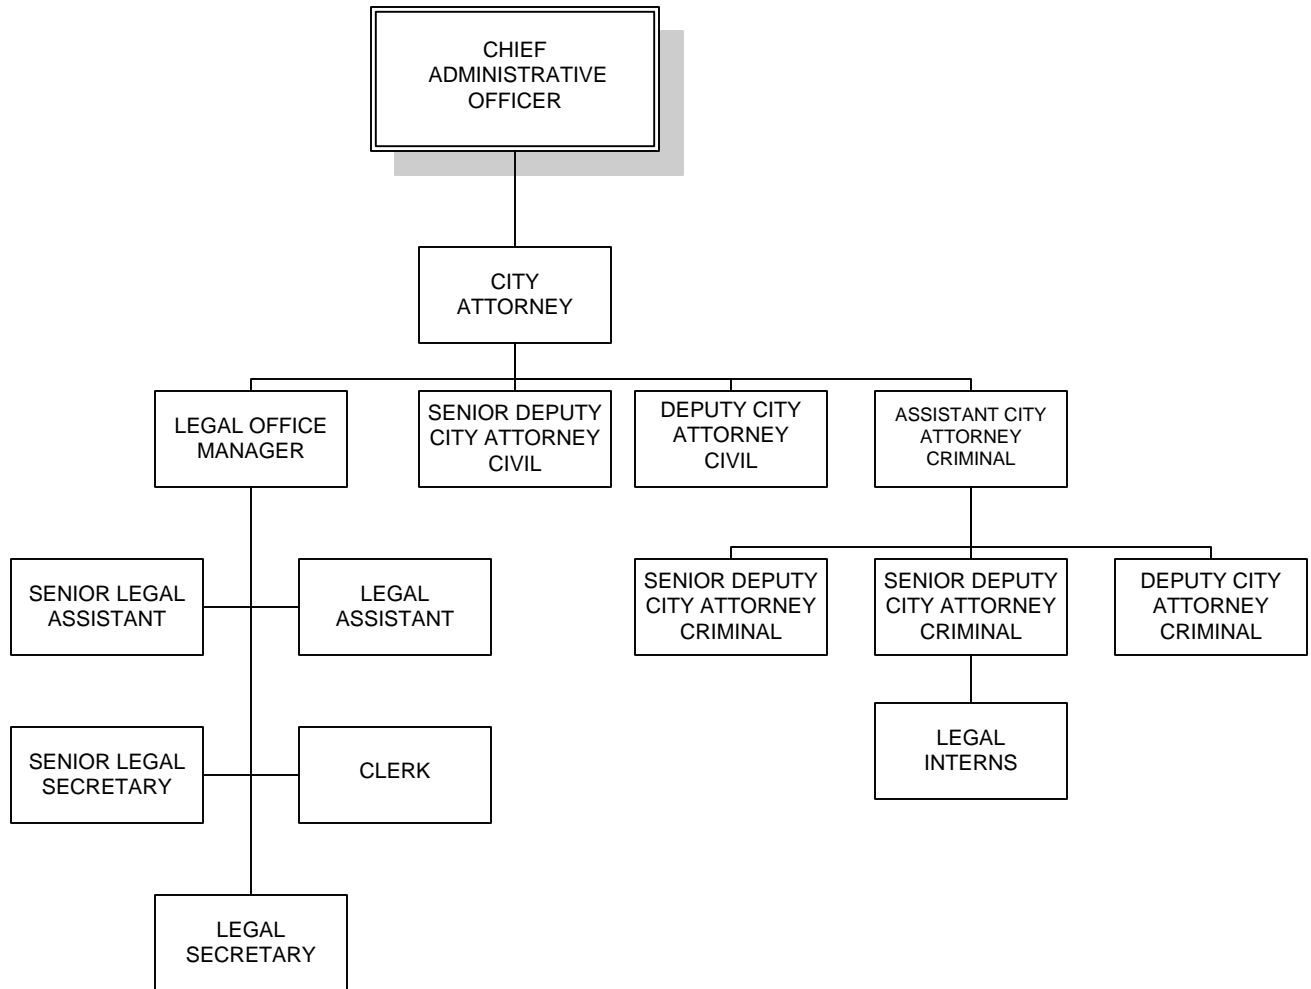 CHIEF
ADMINISTRATIVE
OFFICER
CITY
ATTORNEY
LEGAL OFFICE
MANAGER
SENIOR DEPUTY
CITY ATTORNEY
CIVIL
DEPUTY CITY
ATTORNEY
CIVIL
ASSISTANT CITY
ATTORNEY
CRIMINAL
SENIOR LEGAL
ASSISTANT
LEGAL
ASSISTANT
SENIOR DEPUTY
CITY ATTORNEY
CRIMINAL
SENIOR DEPUTY
CITY ATTORNEY
CRIMINAL
DEPUTY CITY
ATTORNEY
CRIMINAL
SENIOR LEGAL
SECRETARY
CLERK
LEGAL
INTERNS
LEGAL
SECRETARY